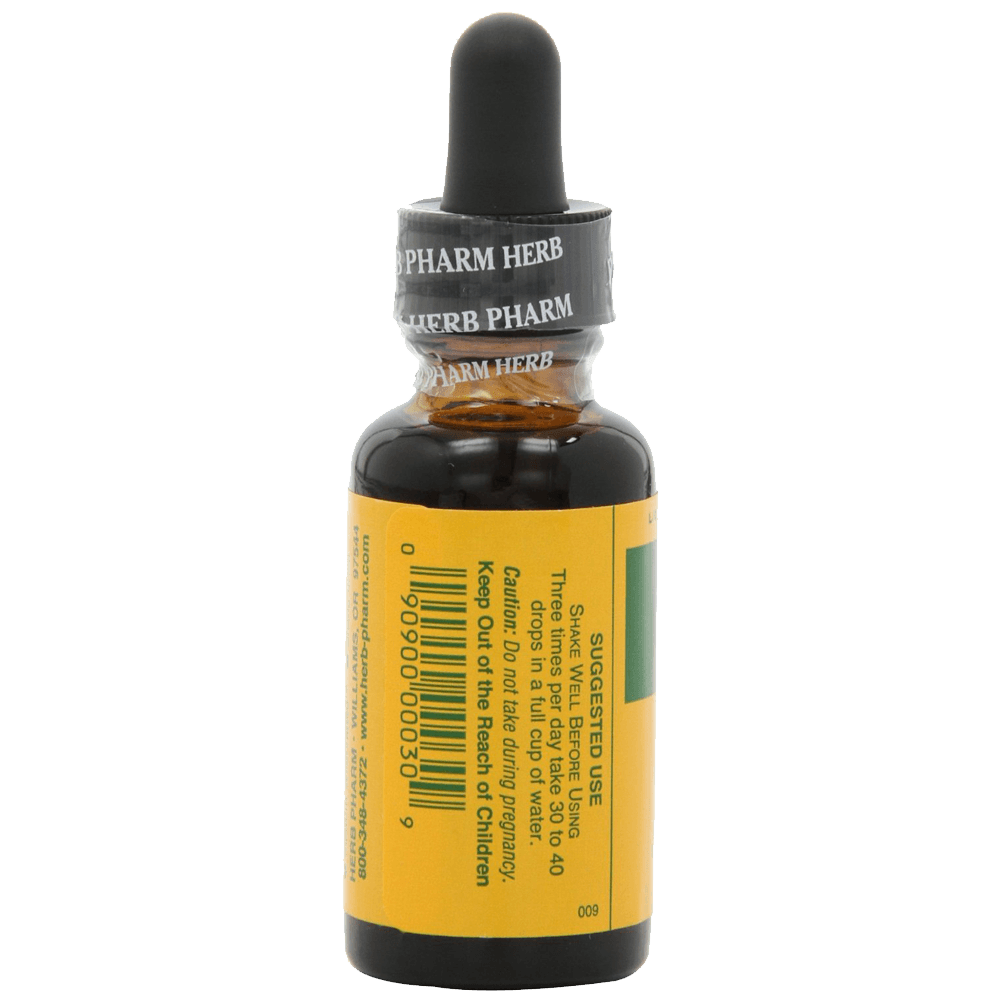 PHARM HERB
HERB PHARM
PHARM HERB
SUGGESTED USE
SHAKE WELL BEFORE USING
Three times per day take 30 to 40
drops in a full cup of water.
Caution: Do not take during pregnancy.
Keep Out of the Reach of Children
0 90900 00030 9
009
HERB PHARM • WILLIAMS, OR 97544
800-348-4372 • www.herb-pharm.com